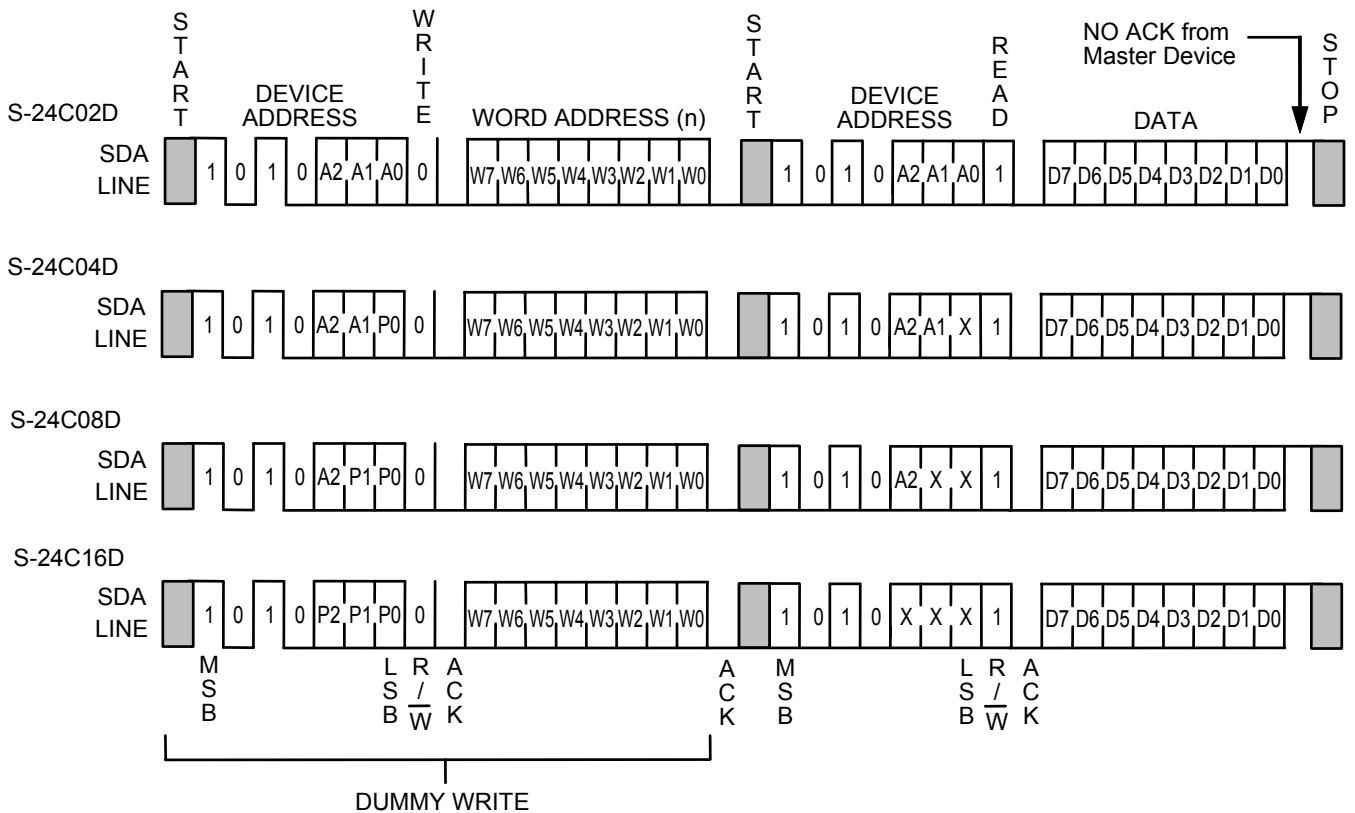 START
WRITE
START
READ
NO ACK from
Master Device
STOP
S-24C02D
DEVICE
ADDRESS
WORD ADDRESS (n)
DEVICE
ADDRESS
DATA
SDA
LINE
1 0 1 0 A2 A1 A0 0 W7 W6 W5 W4 W3 W2 W1 W0 1 0 1 0 A2 A1 A0 1 D7 D6 D5 D4 D3 D2 D1 D0
S-24C04D
SDA
LINE
1 0 1 0 A2 A1 P0 0 W7 W6 W5 W4 W3 W2 W1 W0 1 0 1 0 A2 A1 X 1 D7 D6 D5 D4 D3 D2 D1 D0
S-24C08D
SDA
LINE
1 0 1 0 A2 P1 P0 0 W7 W6 W5 W4 W3 W2 W1 W0 1 0 1 0 A2 X X 1 D7 D6 D5 D4 D3 D2 D1 D0
S-24C16D
SDA
LINE
1 0 1 0 P2 P1 P0 0 W7 W6 W5 W4 W3 W2 W1 W0 1 0 1 0 X X X 1 D7 D6 D5 D4 D3 D2 D1 D0
MSB
LSB
R/W
ACK
ACK
MSB
LSB
R/W
ACK
DUMMY WRITE